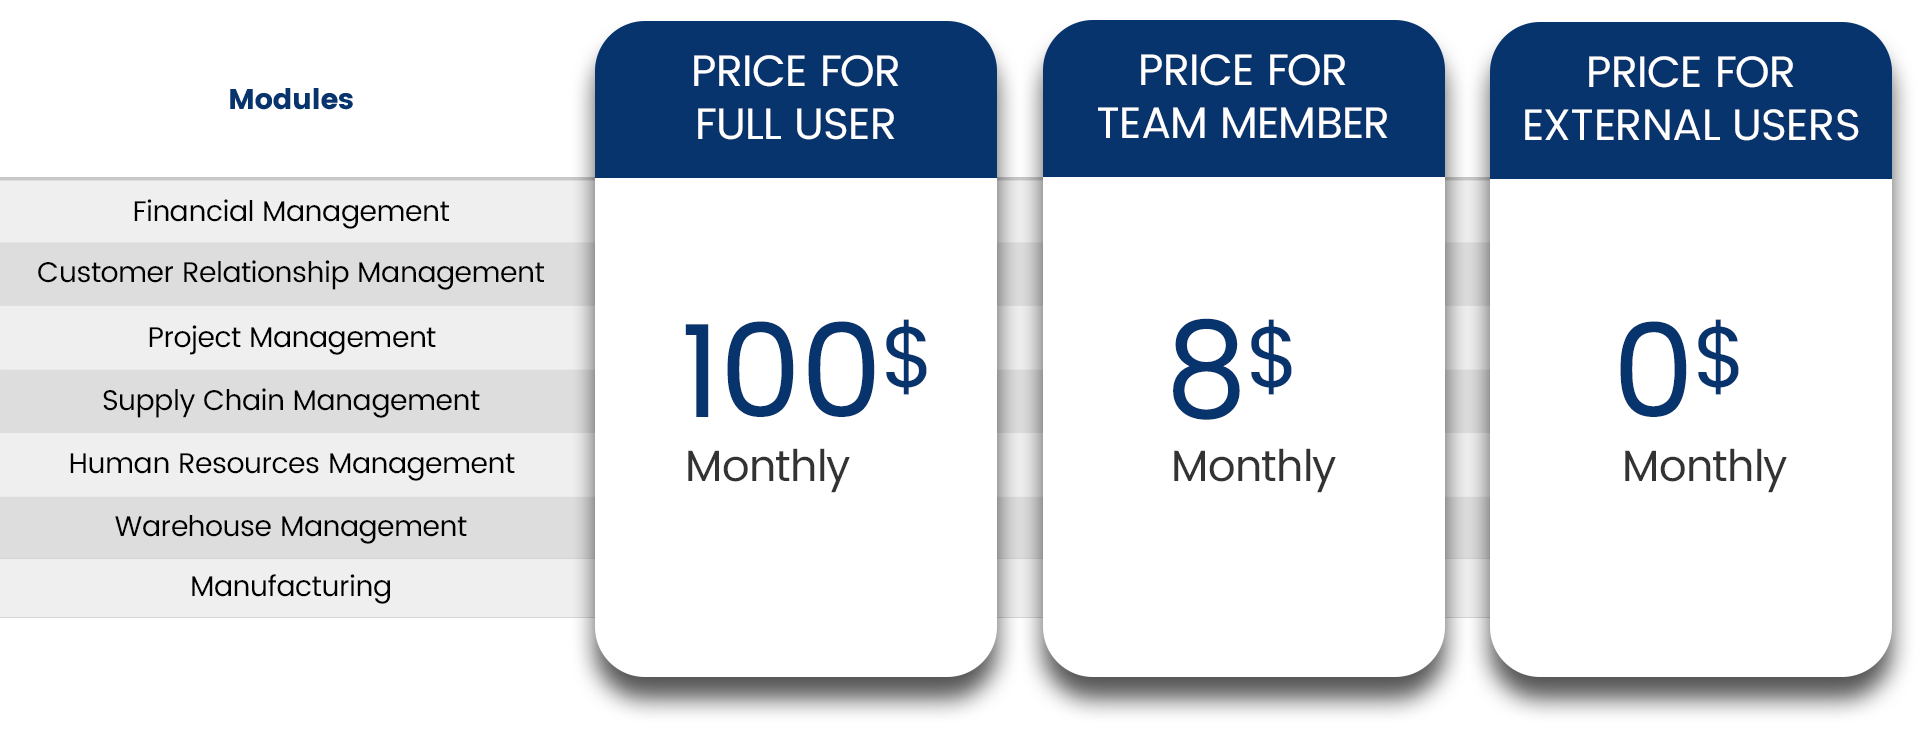 Modules
Financial Management
Customer Relationship Management
Project Management
Supply Chain Management
Human Resources Management
Warehouse Management
Manufacturing
PRICE FOR
FULL USER
100$
Monthly
PRICE FOR
TEAM MEMBER
8$
Monthly
PRICE FOR
EXTERNAL USERS
0$
Monthly